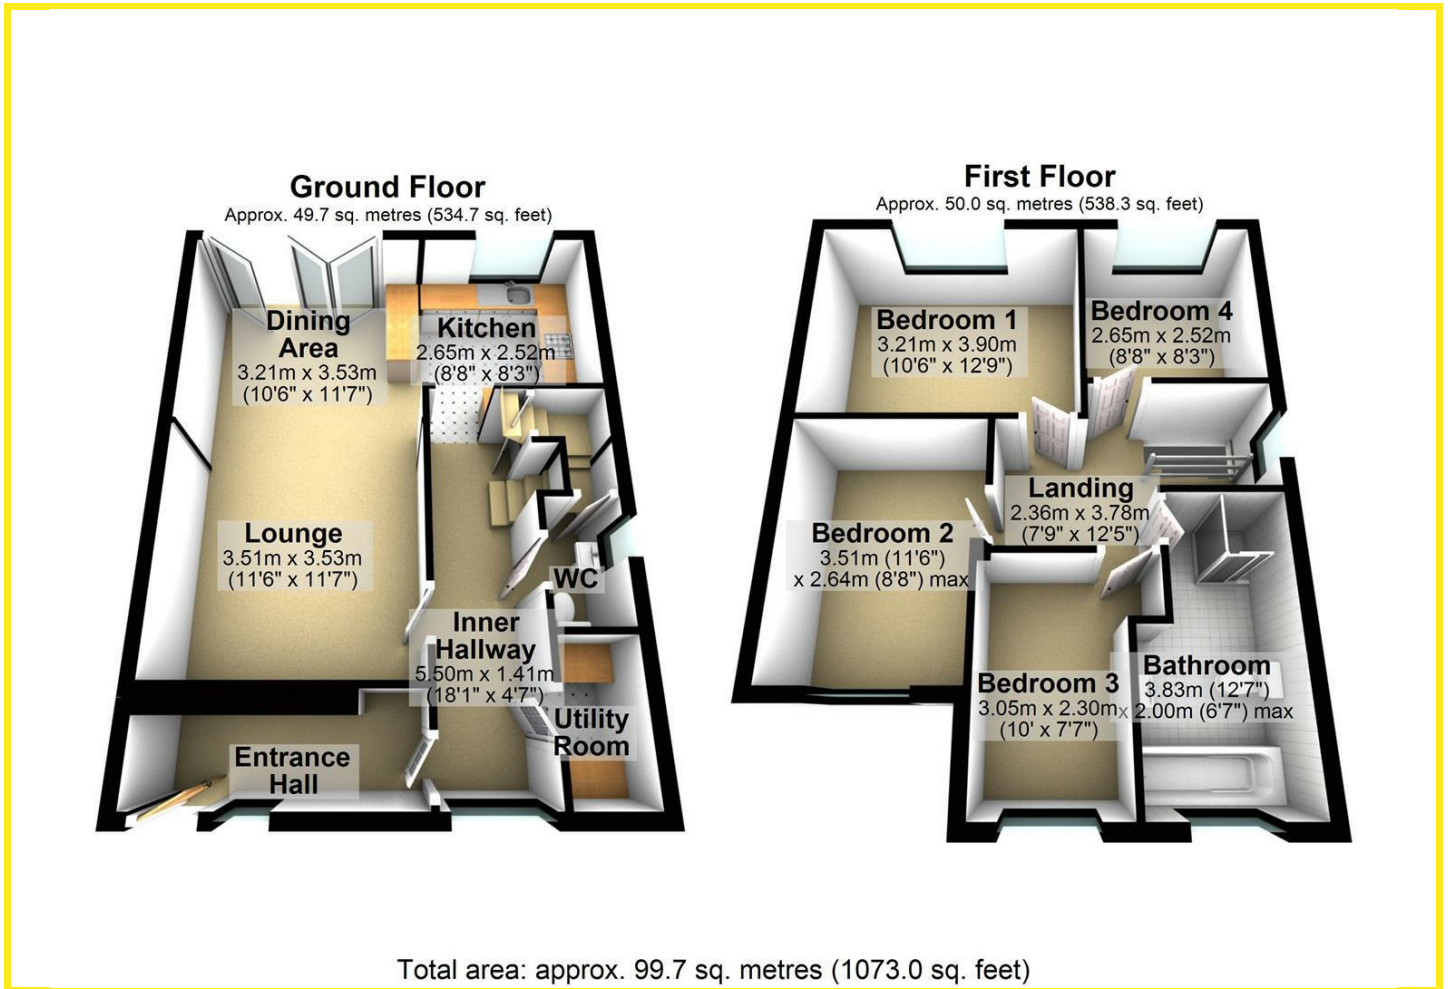 Ground Floor
Approx. 49.7 sq. metres (534.7 sq. feet)
Dining
Area
3.21m x 3.53m
(10'6" x 11'7")
Kitchen
2.65m x 2.52m
(8'8" x 8'3")
Lounge
3.51m x 3.53m
(11'6" x 11'7")
WC
Inner
Hallway
5.50m x 1.41m
(18'1" x 4'7")
Utility
Room
Entrance
Hall
First Floor
Approx. 50.0 sq. metres (538.3 sq. feet)
Bedroom 1
3.21m x 3.90m
(10'6" x 12'9")
Bedroom 4
2.65m x 2.52m
(8'8" x 8'3")
Landing
2.36m x 3.78m
(7'9" x 12'5")
Bedroom 2
3.51m (11'6")
x 2.64m (8'8") max
Bedroom 3
3.05m x 2.30m
(10' x 7'7")
Bathroom
3.83m (12'7")
x 2.00m (6'7") max
Total area: approx. 99.7 sq. metres (1073.0 sq. feet)